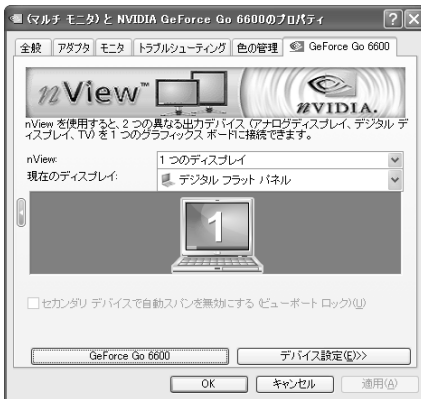 (マルチ モニタ) と NVIDIA GeForce Go 6600のプロパティ
全般 アダプタ モニタ トラブルシューティング 色の管理 GeForce Go 6600
nView™
NVIDIA.
nView を使用すると、2 つの異なる出力デバイス (アナログディスプレイ、デジタル デ
ィスプレイ、TV) を 1 つのグラフィックス ボードに接続できます。
nView: 1 つのディスプレイ
現在のディスプレイ: デジタル フラット パネル
1
セカンダリ デバイスで自動スパンを無効にする (ビューポート ロック)(U)
GeForce Go 6600 デバイス設定(E)>>
OK キャンセル 適用(A)